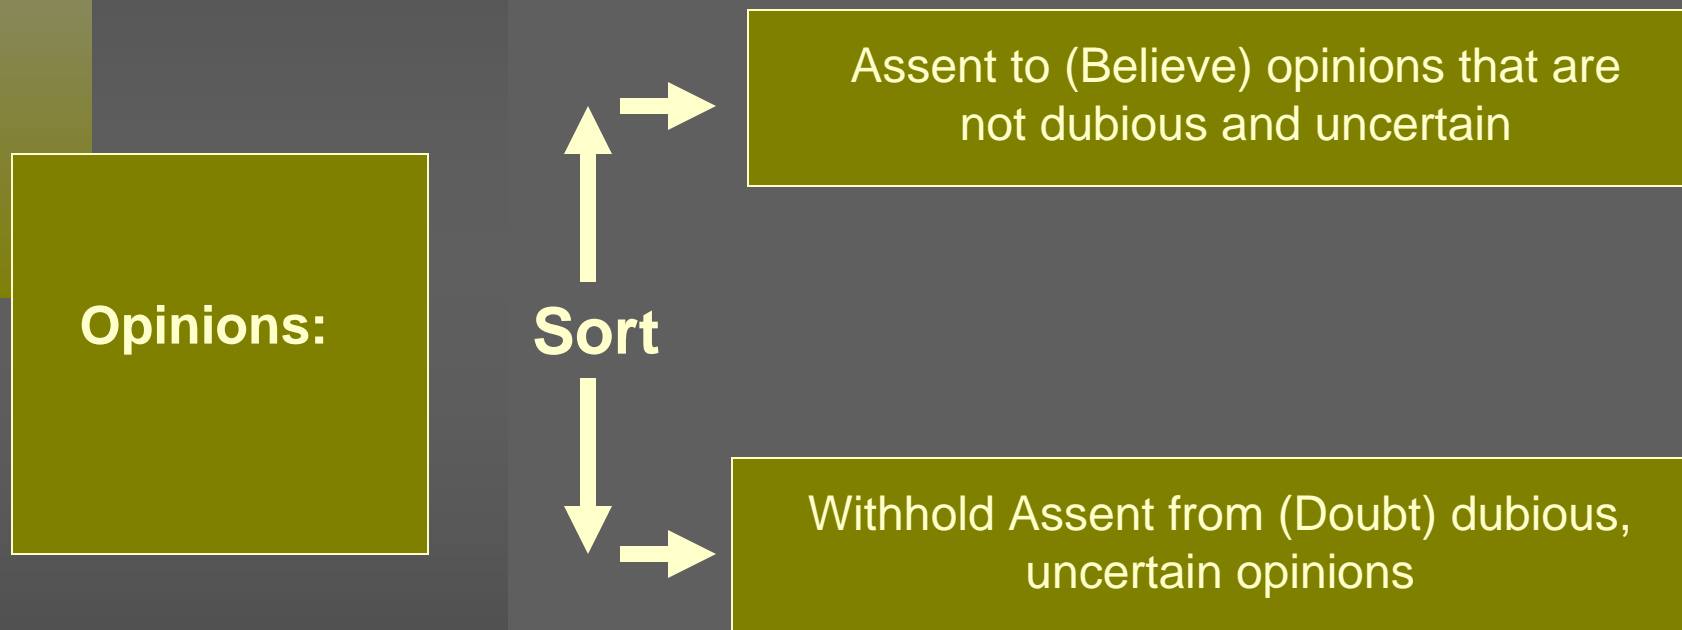 Opinions:
Sort
Assent to (Believe) opinions that are
not dubious and uncertain
Withhold Assent from (Doubt) dubious,
uncertain opinions